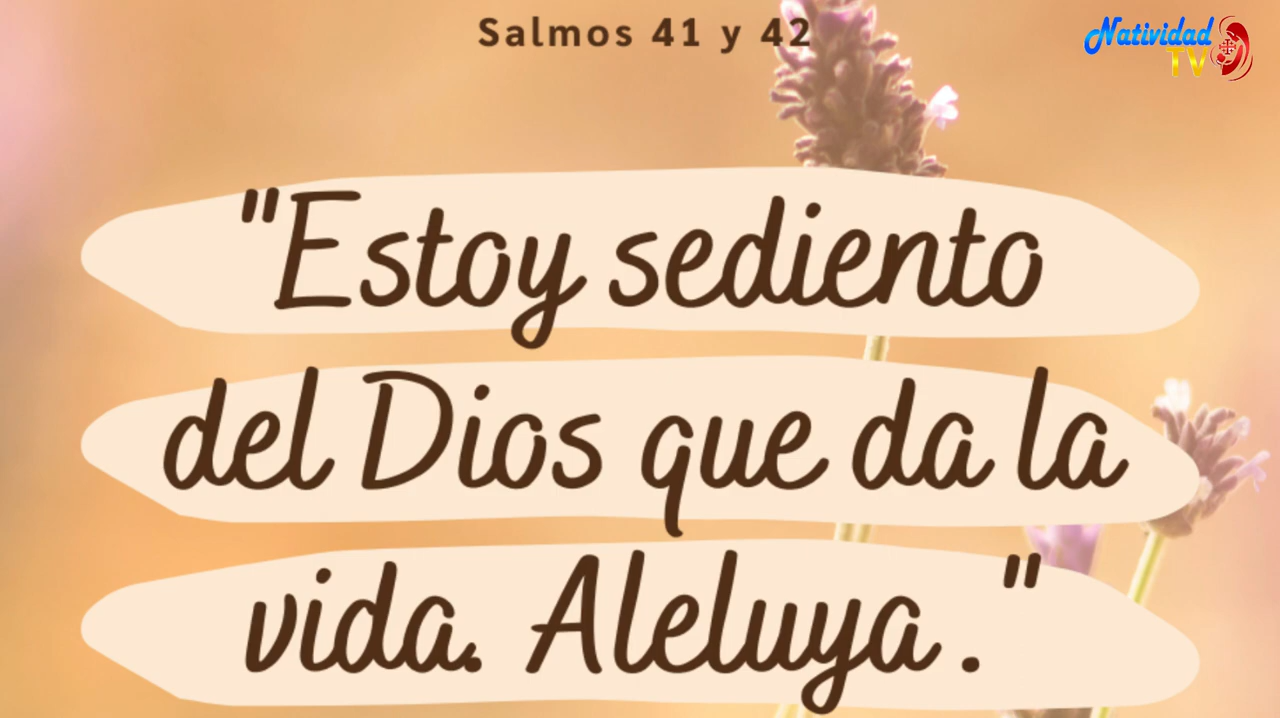 Salmos 41 y 42
Natividad
TV
"Estoy sediento
del Dios que da la
vida. Aleluya ."